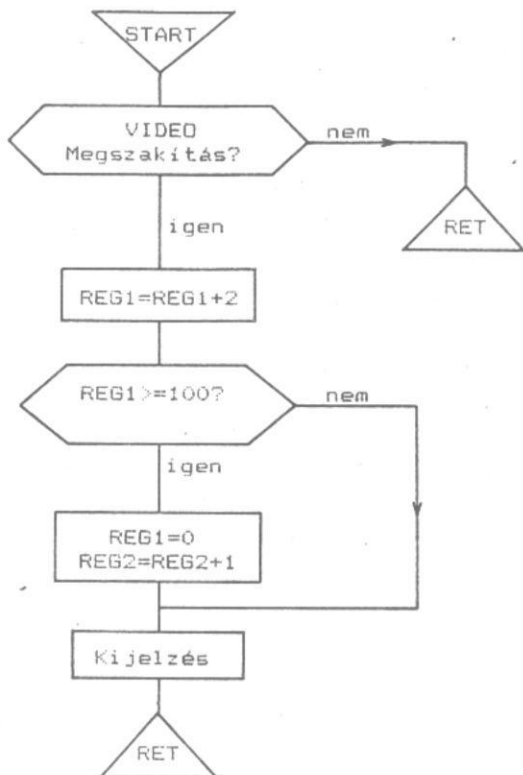 START
VIDEO
Megszakítás?
nem
RET
igen
REG1=REG1+2
REG1>=100?
nem
igen
REG1=0
REG2=REG2+1
Kijelzés
RET